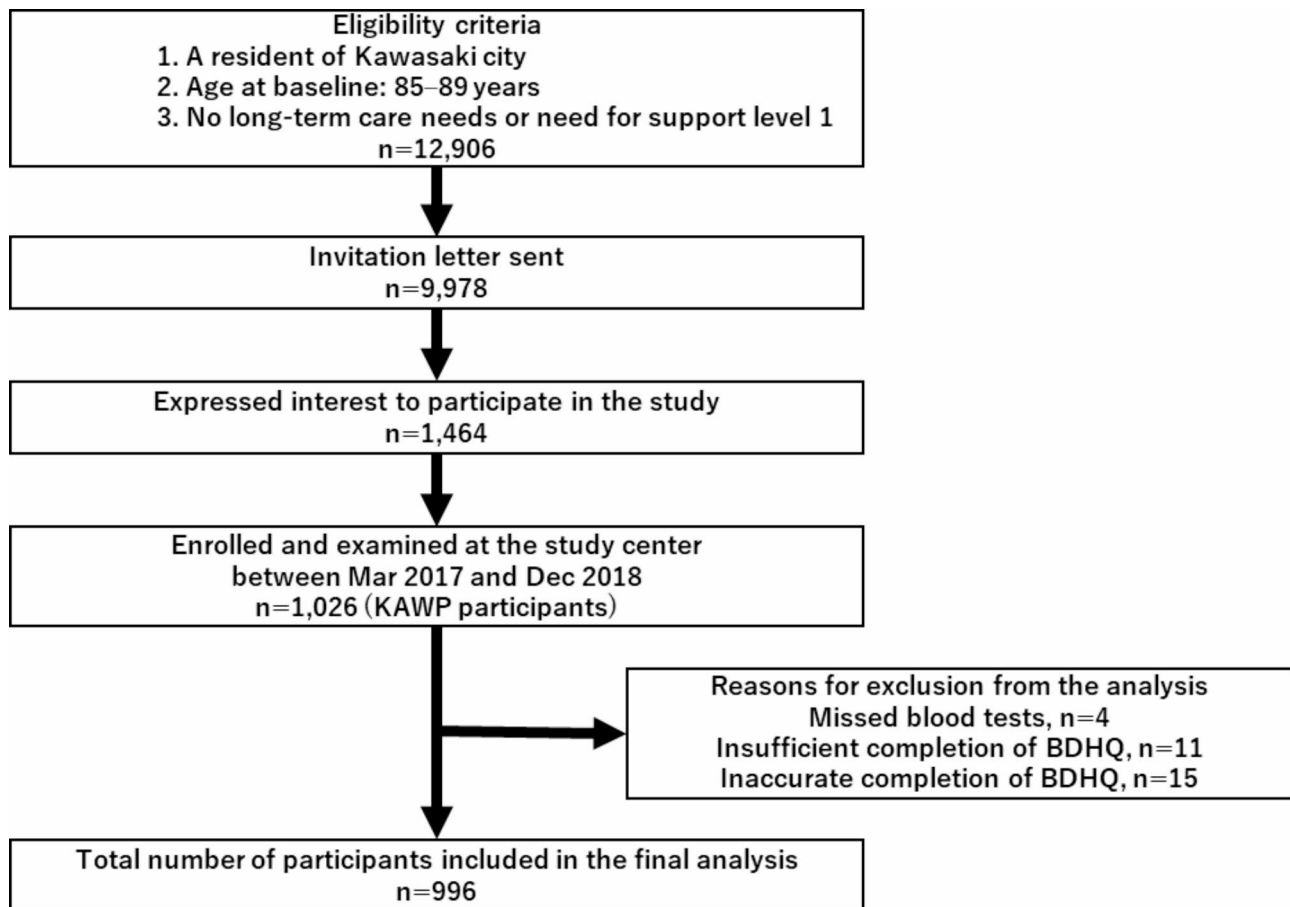 Eligibility criteria
1. A resident of Kawasaki city
2. Age at baseline: 85–89 years
3. No long-term care needs or need for support level 1
n=12,906
Invitation letter sent
n=9,978
Expressed interest to participate in the study
n=1,464
Enrolled and examined at the study center
between Mar 2017 and Dec 2018
n=1,026 (KAWP participants)
Reasons for exclusion from the analysis
Missed blood tests, n=4
Insufficient completion of BDHQ, n=11
Inaccurate completion of BDHQ, n=15
Total number of participants included in the final analysis
n=996